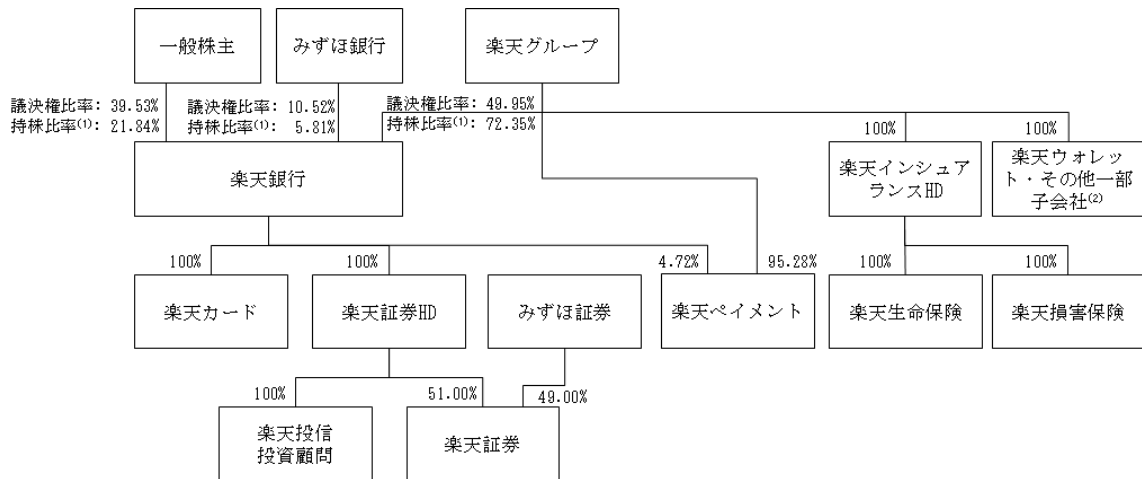 一般株主
みずほ銀行
楽天グループ
議決権比率: 39.53%
持株比率(1): 21.84%
議決権比率: 10.52%
持株比率(1): 5.81%
議決権比率: 49.95%
持株比率(1): 72.35%
100%
100%
楽天銀行
楽天インシュア
ランスHD
楽天ウォレッ
ト・その他一部
子会社(2)
100%
100%
4.72%
95.28%
100%
100%
楽天カード
楽天証券HD
みずほ証券
楽天ペイメント
楽天生命保険
楽天損害保険
100%
51.00%
49.00%
楽天投信
投資顧問
楽天証券